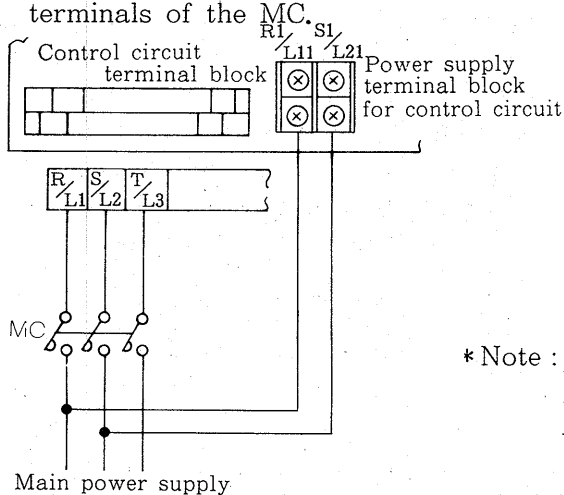 terminals of the MC.
R1/L11 S1/L21
Control circuit
terminal block
Power supply
terminal block
for control circuit
R/L1 S/L2 T/L3
MC
* Note :
Main power supply